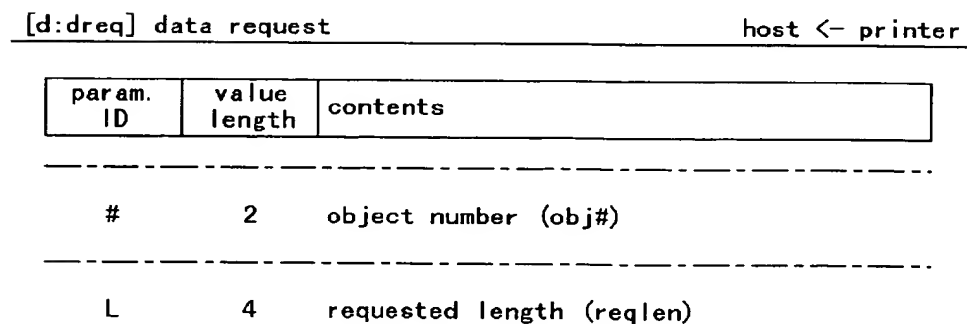 [d:dreq] data request host <- printer
param. ID value length contents
# 2 object number (obj#)
L 4 requested length (reqlen)